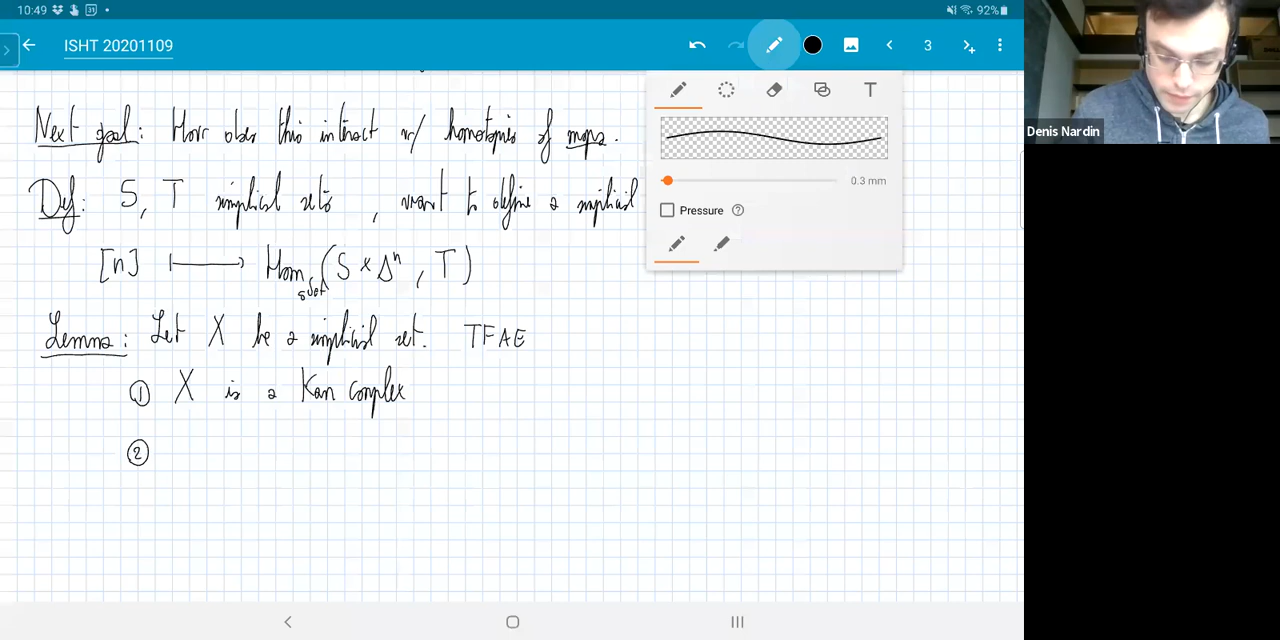 10:49 31 92%
ISHT 20201109
3
T
0.3 mm
Pressure
Denis Nardin
Next goal: How does this interact w/ homotopies of maps.
Def: S, T simplicial sets, want to define a simplicial
[n] ⟼ Hom_sSet (S × Δ^n, T)
Lemma: Let X be a simplicial set. TFAE
① X is a Kan complex
②